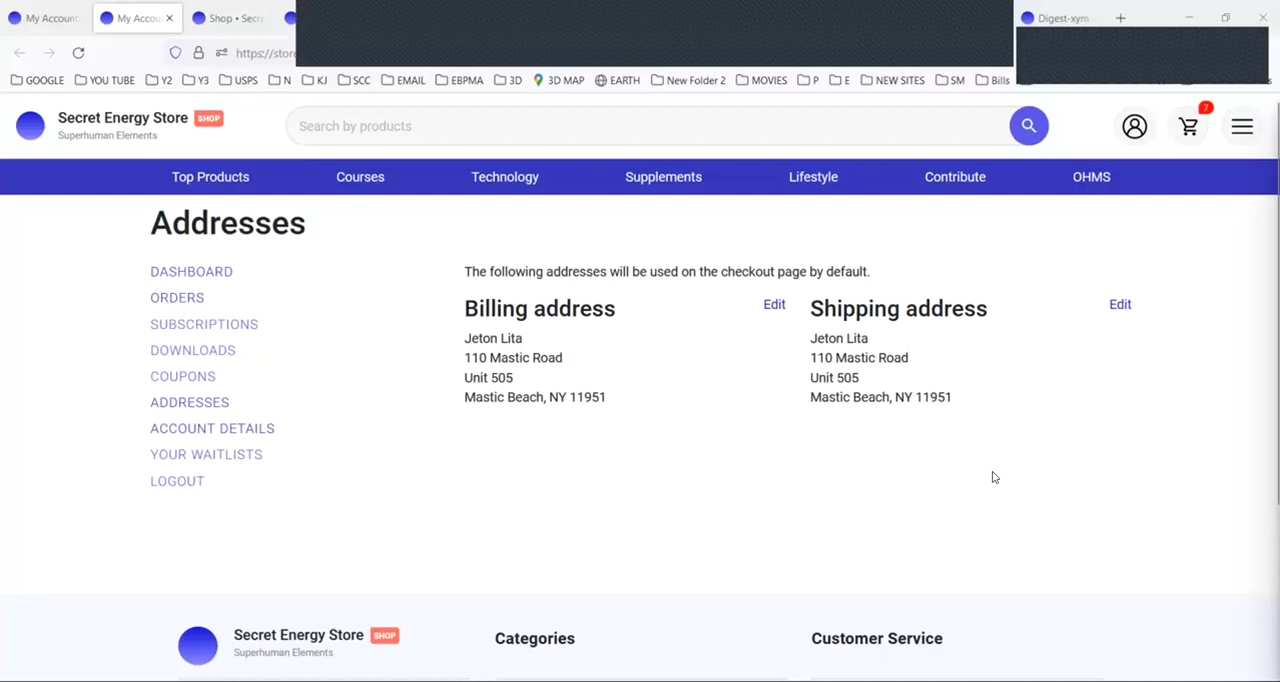 My Account
My Accou
Shop • Secre
Digest-xym
https://store
GOOGLE YOU TUBE Y2 Y3 USPS N KJ SCC EMAIL EBPMA 3D 3D MAP EARTH New Folder 2 MOVIES P E NEW SITES SM Bills
Secret Energy Store SHOP
Superhuman Elements
Search by products
7
Top Products Courses Technology Supplements Lifestyle Contribute OHMS
Addresses
DASHBOARD
ORDERS
SUBSCRIPTIONS
DOWNLOADS
COUPONS
ADDRESSES
ACCOUNT DETAILS
YOUR WAITLISTS
LOGOUT
The following addresses will be used on the checkout page by default.
Billing address Edit
Jeton Lita
110 Mastic Road
Unit 505
Mastic Beach, NY 11951
Shipping address Edit
Jeton Lita
110 Mastic Road
Unit 505
Mastic Beach, NY 11951
Secret Energy Store SHOP
Superhuman Elements
Categories
Customer Service